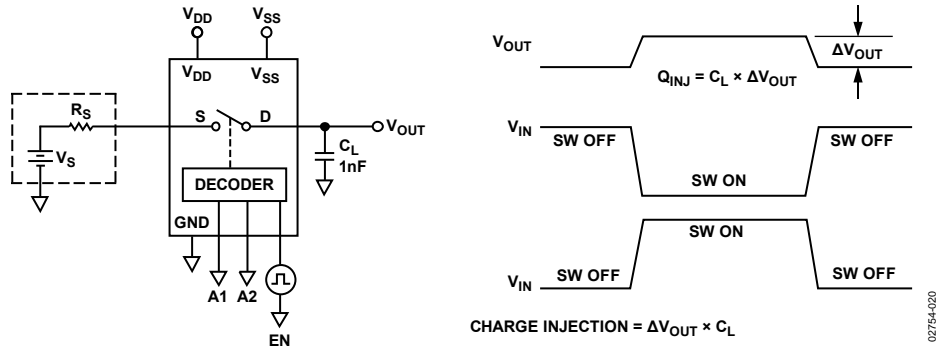 VDD VSS
VDD VSS
RS
VS
S D
VOUT
CL
1nF
DECODER
GND
A1 A2
EN
VOUT
ΔVOUT
QINJ = CL × ΔVOUT
VIN
SW OFF SW OFF
SW ON
SW ON
VIN SW OFF SW OFF
CHARGE INJECTION = ΔVOUT × CL
02754-020